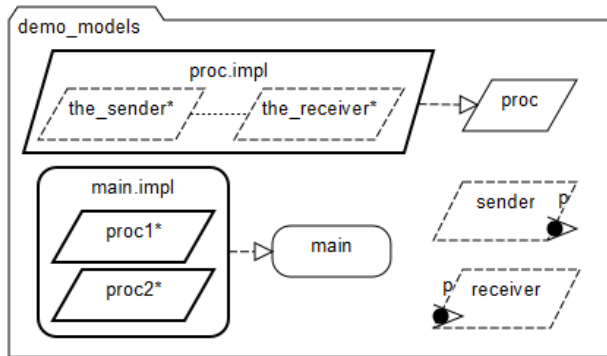 demo_models
proc.impl
the_sender*
the_receiver*
proc
main.impl
proc1*
proc2*
main
sender
p
p
receiver